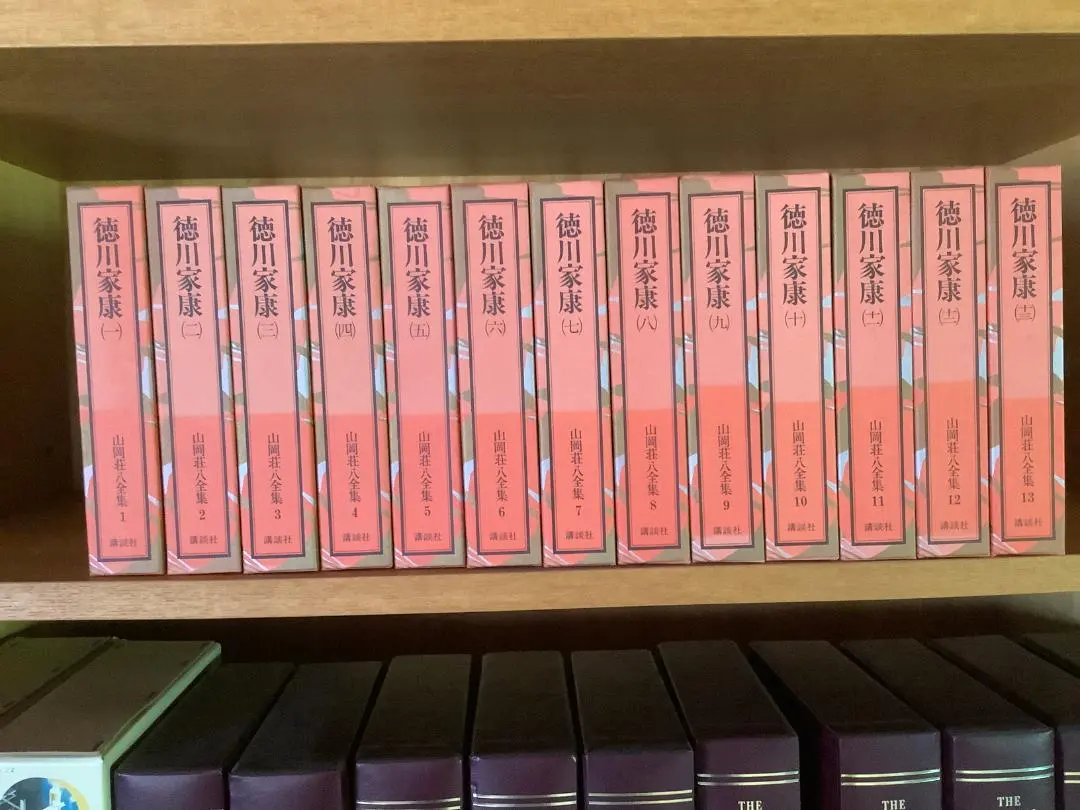 徳川家康
(一)
山岡荘八全集
1
講談社
徳川家康
(二)
山岡荘八全集
2
講談社
徳川家康
(三)
山岡荘八全集
3
講談社
徳川家康
(四)
山岡荘八全集
4
講談社
徳川家康
(五)
山岡荘八全集
5
講談社
徳川家康
(六)
山岡荘八全集
6
講談社
徳川家康
(七)
山岡荘八全集
7
講談社
徳川家康
(八)
山岡荘八全集
8
講談社
徳川家康
(九)
山岡荘八全集
9
講談社
徳川家康
(十)
山岡荘八全集
10
講談社
徳川家康
(十一)
山岡荘八全集
11
講談社
徳川家康
(十二)
山岡荘八全集
12
講談社
徳川家康
(十三)
山岡荘八全集
13
講談社
THE
THE
THE